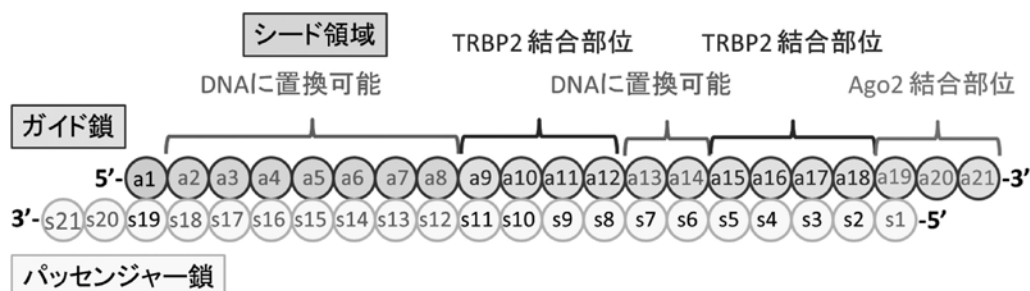 シード領域
TRBP2 結合部位
TRBP2 結合部位
DNAに置換可能
DNAに置換可能
Ago2 結合部位
ガイド鎖
5'- a1 a2 a3 a4 a5 a6 a7 a8 a9 a10 a11 a12 a13 a14 a15 a16 a17 a18 a19 a20 a21 -3'
3'- s21 s20 s19 s18 s17 s16 s15 s14 s13 s12 s11 s10 s9 s8 s7 s6 s5 s4 s3 s2 s1 -5'
パッセンジャー鎖